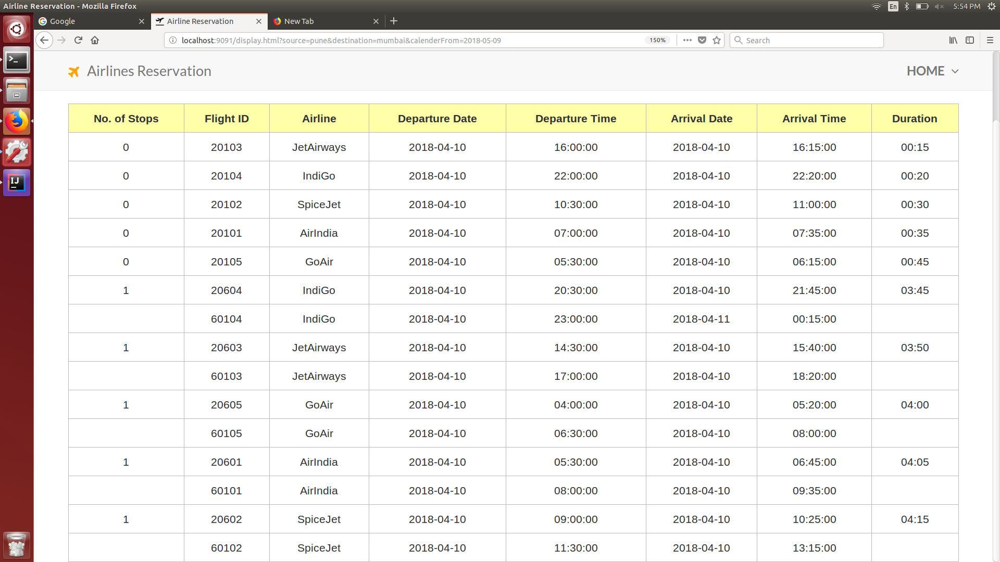 Airline Reservation - Mozilla Firefox
En
5:54 PM
Google
Airline Reservation
New Tab
localhost:9091/display.html?source=pune&destination=mumbai&calenderFrom=2018-05-09
150%
Search
Airlines Reservation
HOME
No. of Stops Flight ID Airline Departure Date Departure Time Arrival Date Arrival Time Duration
0 20103 JetAirways 2018-04-10 16:00:00 2018-04-10 16:15:00 00:15
0 20104 IndiGo 2018-04-10 22:00:00 2018-04-10 22:20:00 00:20
0 20102 SpiceJet 2018-04-10 10:30:00 2018-04-10 11:00:00 00:30
0 20101 AirIndia 2018-04-10 07:00:00 2018-04-10 07:35:00 00:35
0 20105 GoAir 2018-04-10 05:30:00 2018-04-10 06:15:00 00:45
1 20604 IndiGo 2018-04-10 20:30:00 2018-04-10 21:45:00 03:45
60104 IndiGo 2018-04-10 23:00:00 2018-04-11 00:15:00
1 20603 JetAirways 2018-04-10 14:30:00 2018-04-10 15:40:00 03:50
60103 JetAirways 2018-04-10 17:00:00 2018-04-10 18:20:00
1 20605 GoAir 2018-04-10 04:00:00 2018-04-10 05:20:00 04:00
60105 GoAir 2018-04-10 06:30:00 2018-04-10 08:00:00
1 20601 AirIndia 2018-04-10 05:30:00 2018-04-10 06:45:00 04:05
60101 AirIndia 2018-04-10 08:00:00 2018-04-10 09:35:00
1 20602 SpiceJet 2018-04-10 09:00:00 2018-04-10 10:25:00 04:15
60102 SpiceJet 2018-04-10 11:30:00 2018-04-10 13:15:00
IJ